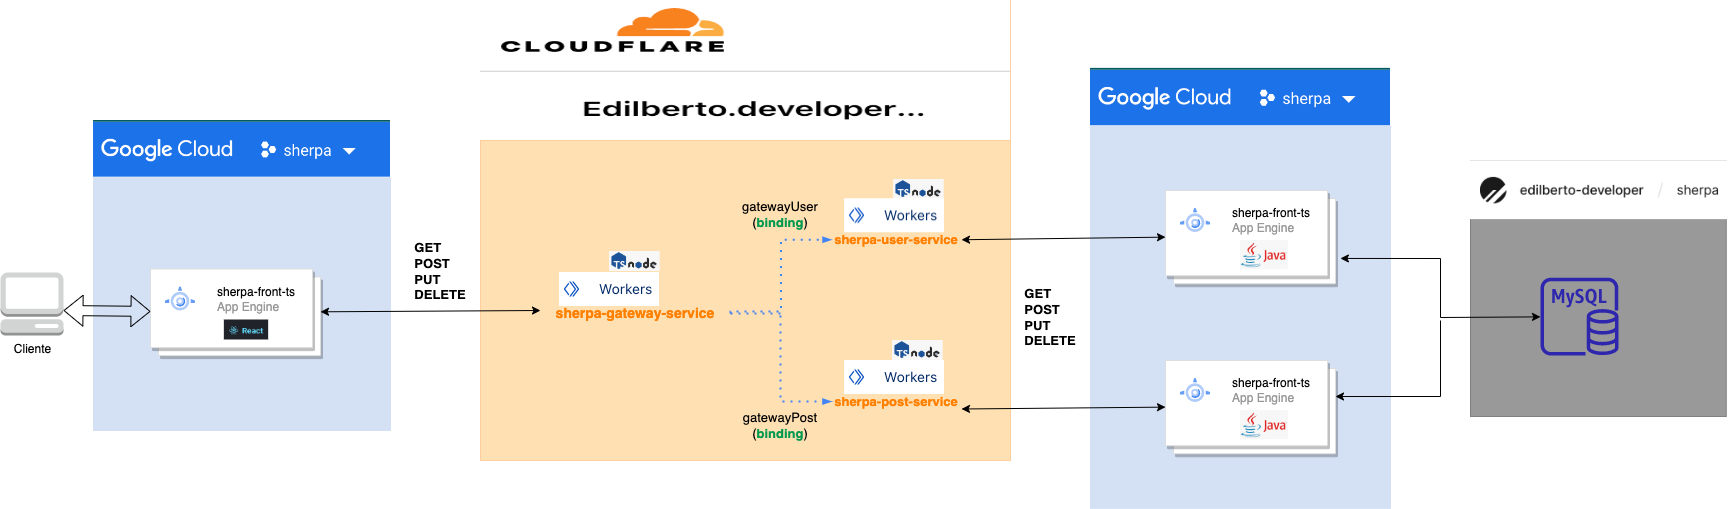 Cliente
Google Cloud
sherpa
sherpa-front-ts
App Engine
React
GET
POST
PUT
DELETE
CLOUDFLARE
Edilberto.developer...
TS node
Workers
sherpa-gateway-service
gatewayUser
(binding)
TS node
Workers
sherpa-user-service
TS node
Workers
sherpa-post-service
gatewayPost
(binding)
GET
POST
PUT
DELETE
Google Cloud
sherpa
sherpa-front-ts
App Engine
Java
sherpa-front-ts
App Engine
Java
edilberto-developer / sherpa
MySQL